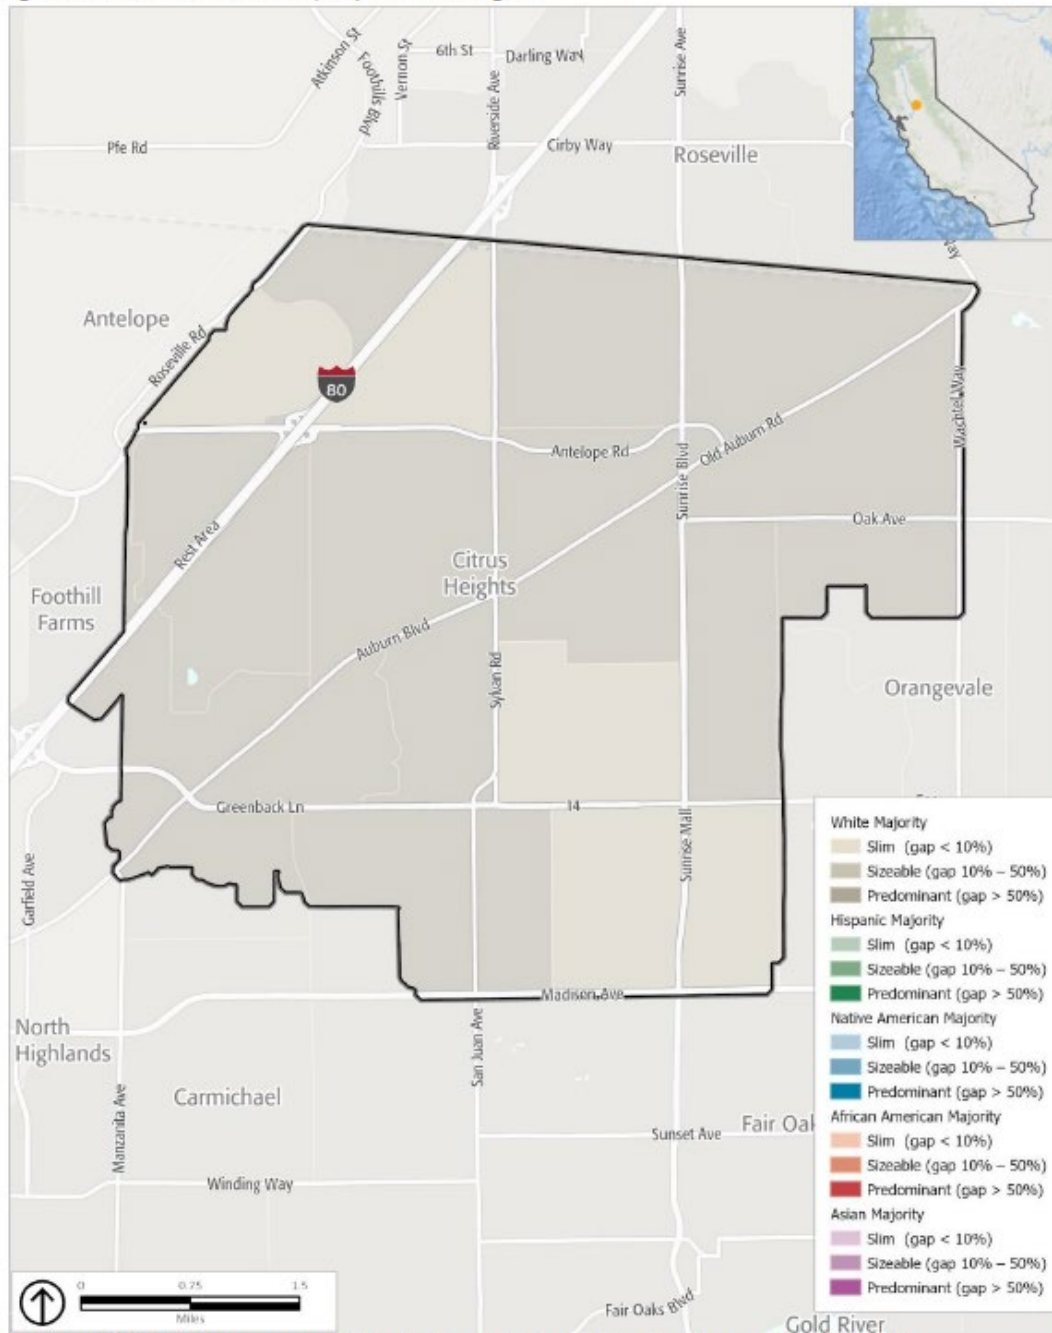 Atkinson St
Foothills Blvd
Vernon St
6th St
Riverside Ave
Darling Way
Sunrise Ave
Pfe Rd
Cirby Way
Roseville
Way
Antelope
Roseville Rd
80
Antelope Rd
Sunrise Blvd
Old Auburn Rd
Wachtel Way
Rest Area
Oak Ave
Citrus
Heights
Foothill
Farms
Auburn Blvd
Sylvan Rd
Orangevale
Greenback Ln
14
Sunrise Mall
Garfield Ave
Madison Ave
North
Highlands
San Juan Ave
Carmichael
Manzanita Ave
Sunset Ave
Fair Oak
Winding Way
Fair Oaks Blvd
Gold River
White Majority
Slim (gap < 10%)
Sizeable (gap 10% – 50%)
Predominant (gap > 50%)
Hispanic Majority
Slim (gap < 10%)
Sizeable (gap 10% – 50%)
Predominant (gap > 50%)
Native American Majority
Slim (gap < 10%)
Sizeable (gap 10% – 50%)
Predominant (gap > 50%)
African American Majority
Slim (gap < 10%)
Sizeable (gap 10% – 50%)
Predominant (gap > 50%)
Asian Majority
Slim (gap < 10%)
Sizeable (gap 10% – 50%)
Predominant (gap > 50%)
0 0.75 1.5
Miles